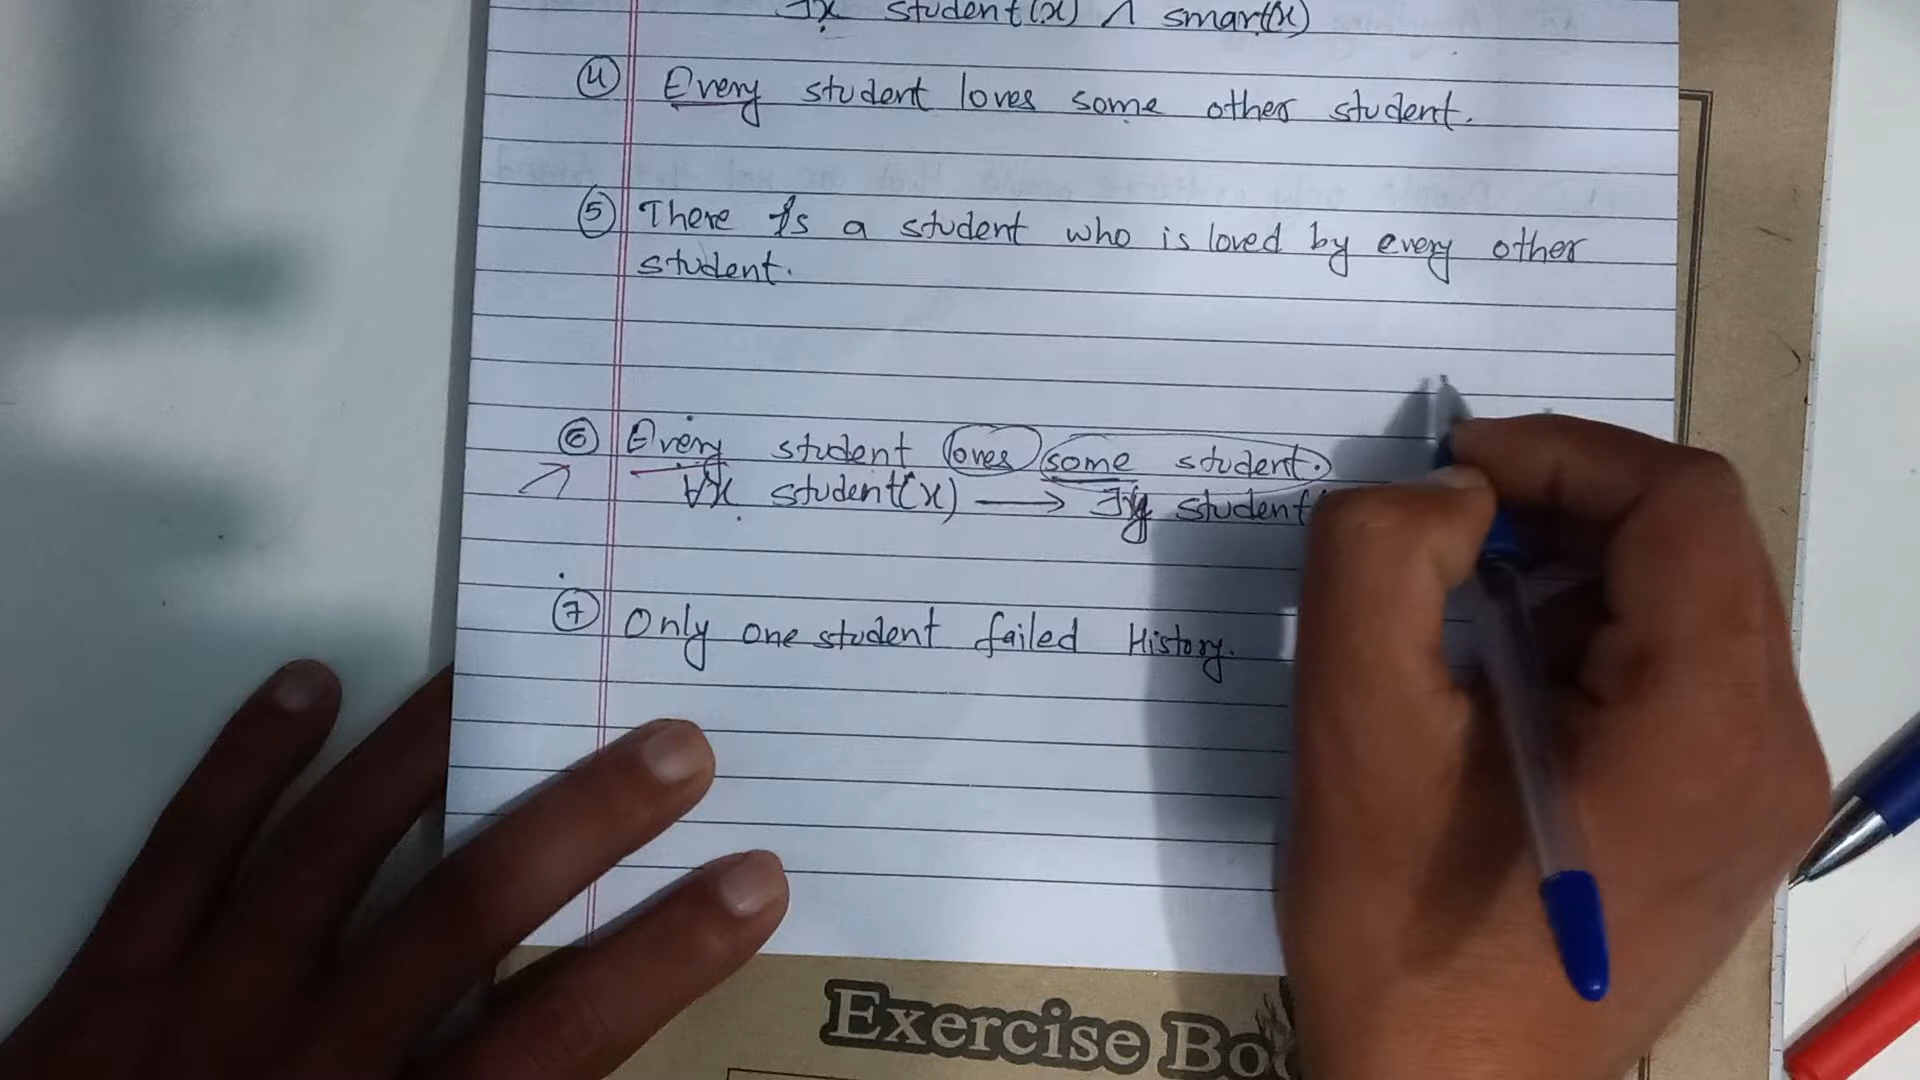 ∃x student(x) ∧ smart(x)
④ Every student loves some other student.
⑤ There is a student who is loved by every other
student.
⑥ Every student loves some student.
∀x student(x) → ∃y student(
⑦ Only one student failed History.
Exercise